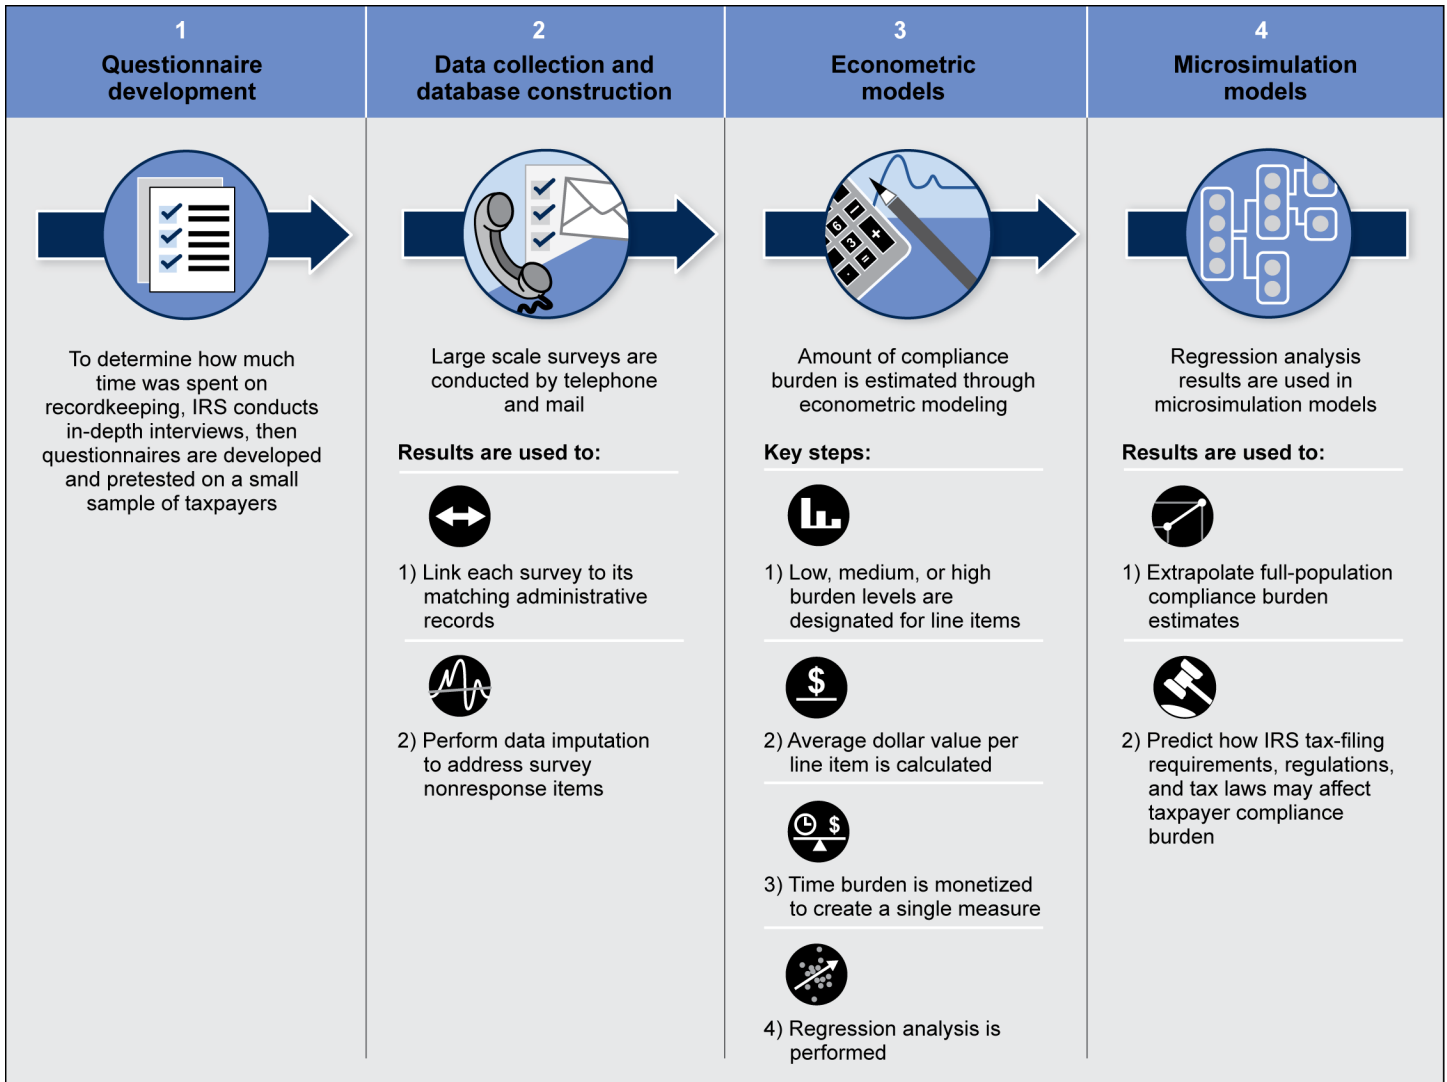 1
Questionnaire
development
To determine how much
time was spent on
recordkeeping, IRS conducts
in-depth interviews, then
questionnaires are developed
and pretested on a small
sample of taxpayers
2
Data collection and
database construction
Large scale surveys are
conducted by telephone
and mail
Results are used to:
1) Link each survey to its
matching administrative
records
2) Perform data imputation
to address survey
nonresponse items
3
Econometric
models
6
3
+
=
Amount of compliance
burden is estimated through
econometric modeling
Key steps:
1) Low, medium, or high
burden levels are
designated for line items
$
2) Average dollar value per
line item is calculated
$
3) Time burden is monetized
to create a single measure
4) Regression analysis is
performed
4
Microsimulation
models
Regression analysis
results are used in
microsimulation models
Results are used to:
1) Extrapolate full-population
compliance burden
estimates
2) Predict how IRS tax-filing
requirements, regulations,
and tax laws may affect
taxpayer compliance
burden